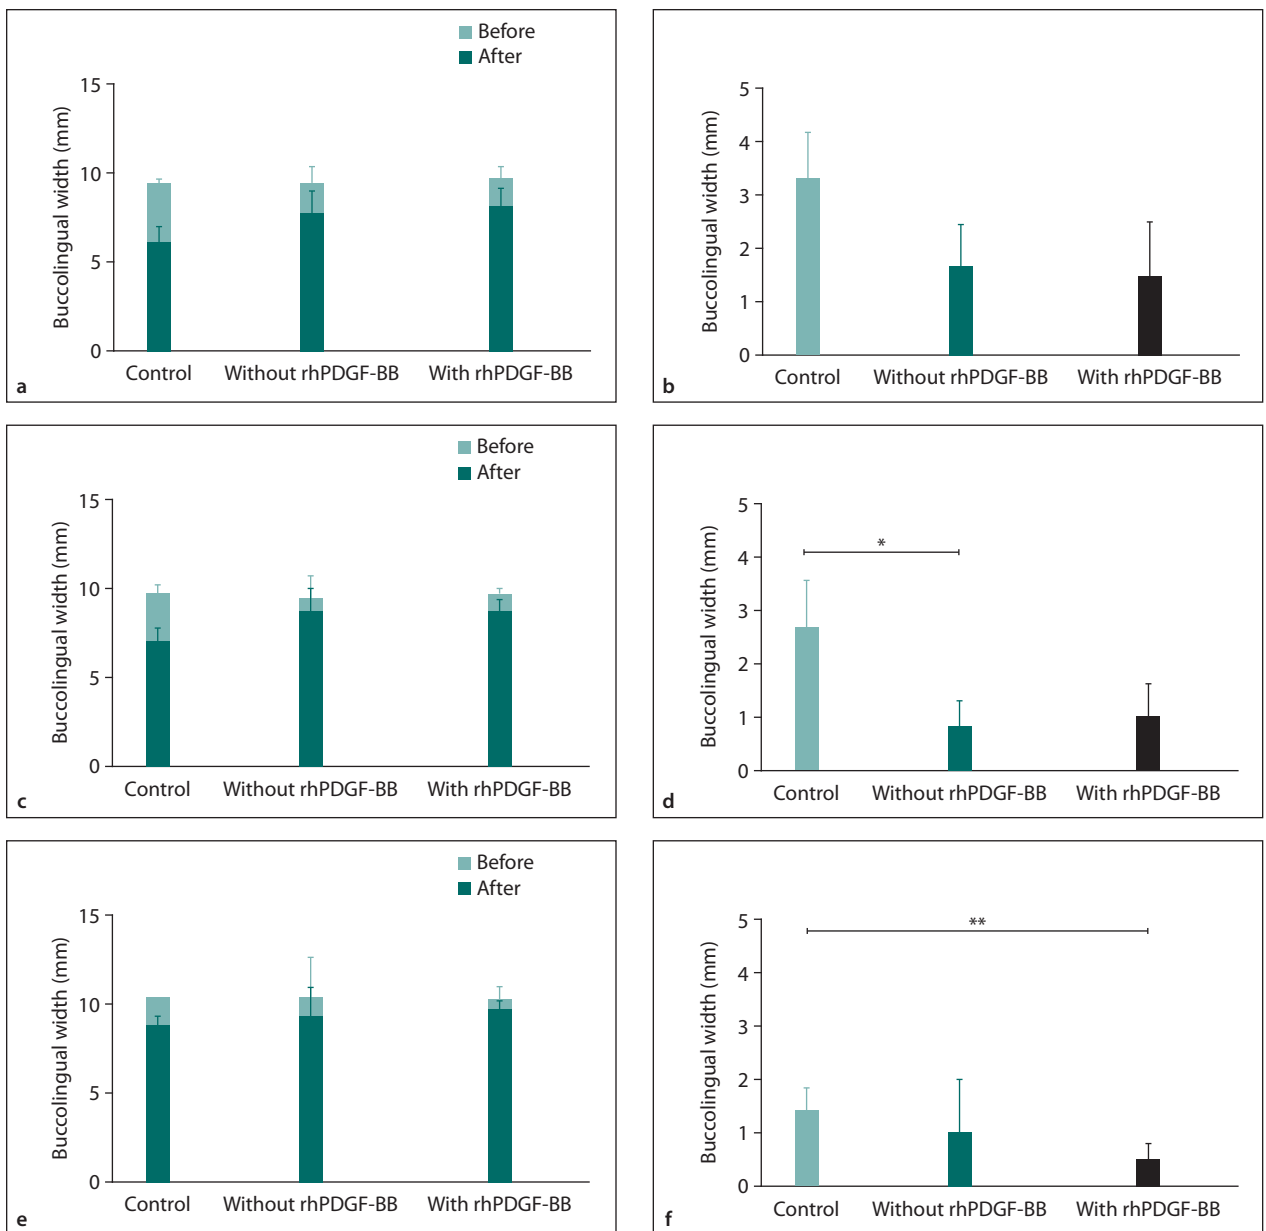 Before
After
Buccolingual width (mm)
15
10
5
0
Control Without rhPDGF-BB With rhPDGF-BB
a
Buccolingual width (mm)
5
4
3
2
1
0
Control Without rhPDGF-BB With rhPDGF-BB
b
Before
After
Buccolingual width (mm)
15
10
5
0
Control Without rhPDGF-BB With rhPDGF-BB
c
Buccolingual width (mm)
5
4
*
3
2
1
0
Control Without rhPDGF-BB With rhPDGF-BB
d
Before
After
Buccolingual width (mm)
15
10
5
0
Control Without rhPDGF-BB With rhPDGF-BB
e
Buccolingual width (mm)
5
**
4
3
2
1
0
Control Without rhPDGF-BB With rhPDGF-BB
f